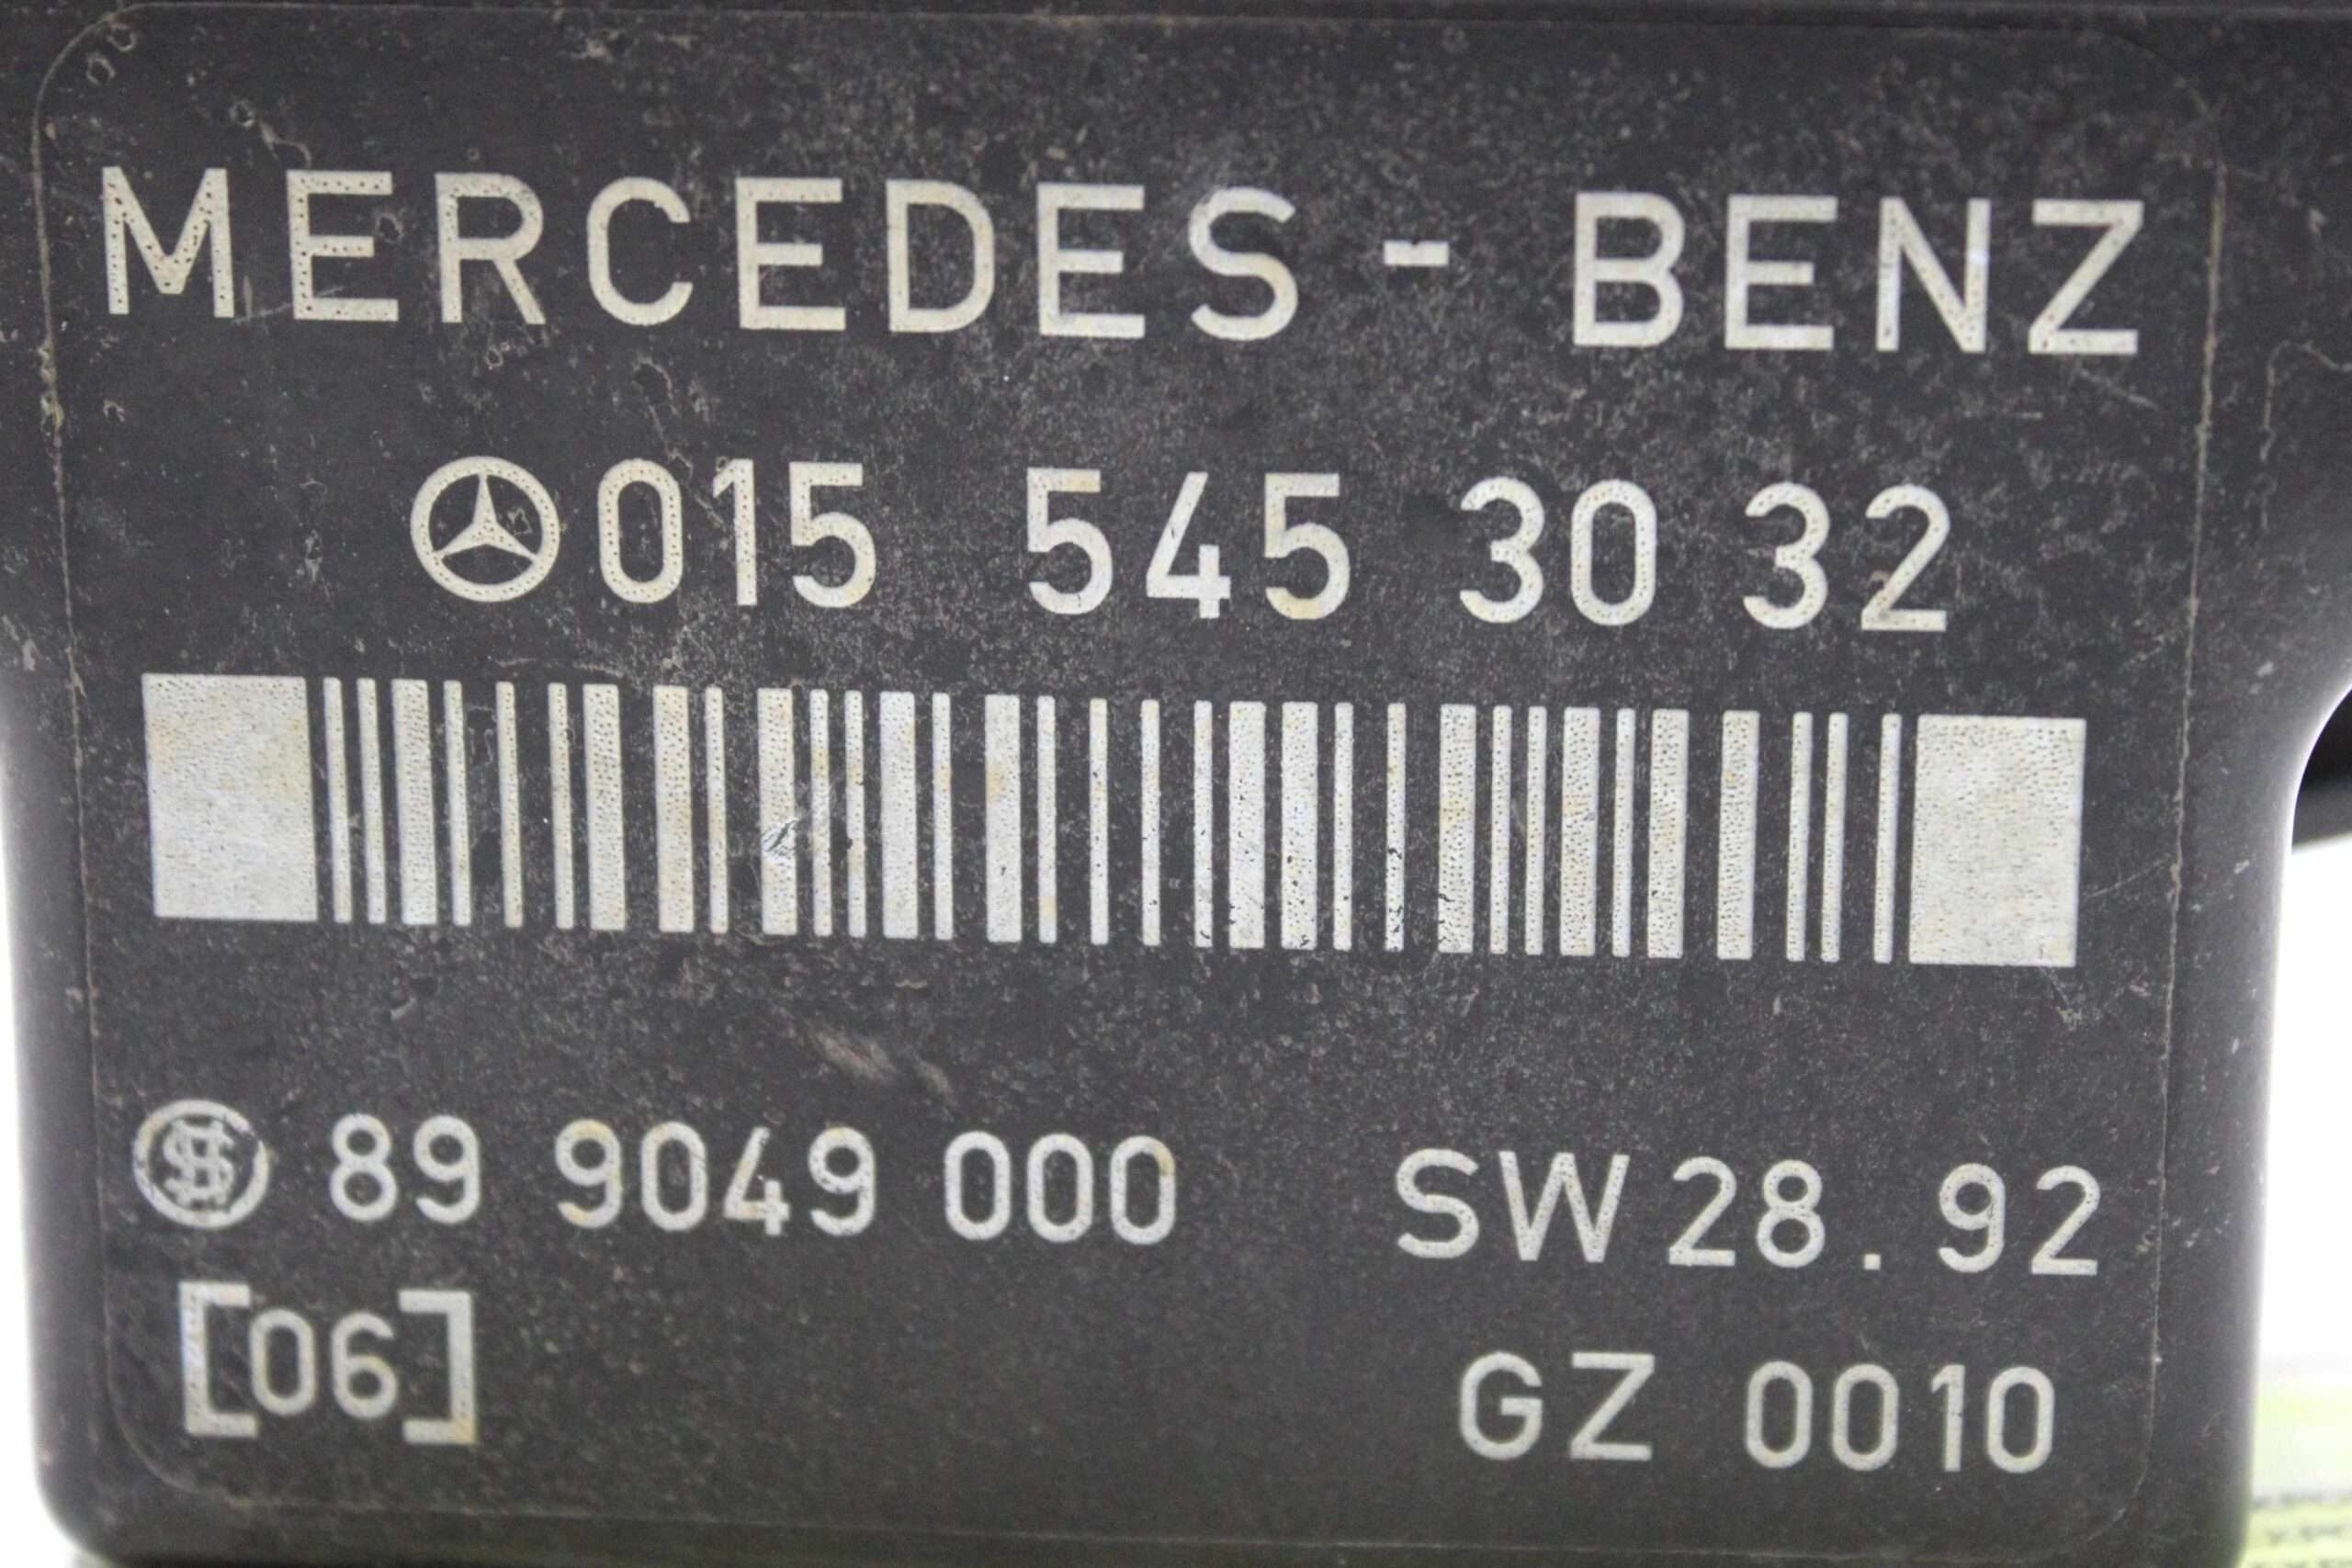 MERCEDES - BENZ
015 545 30 32
89 9049 000 SW 28 . 92
[06]
GZ 0010